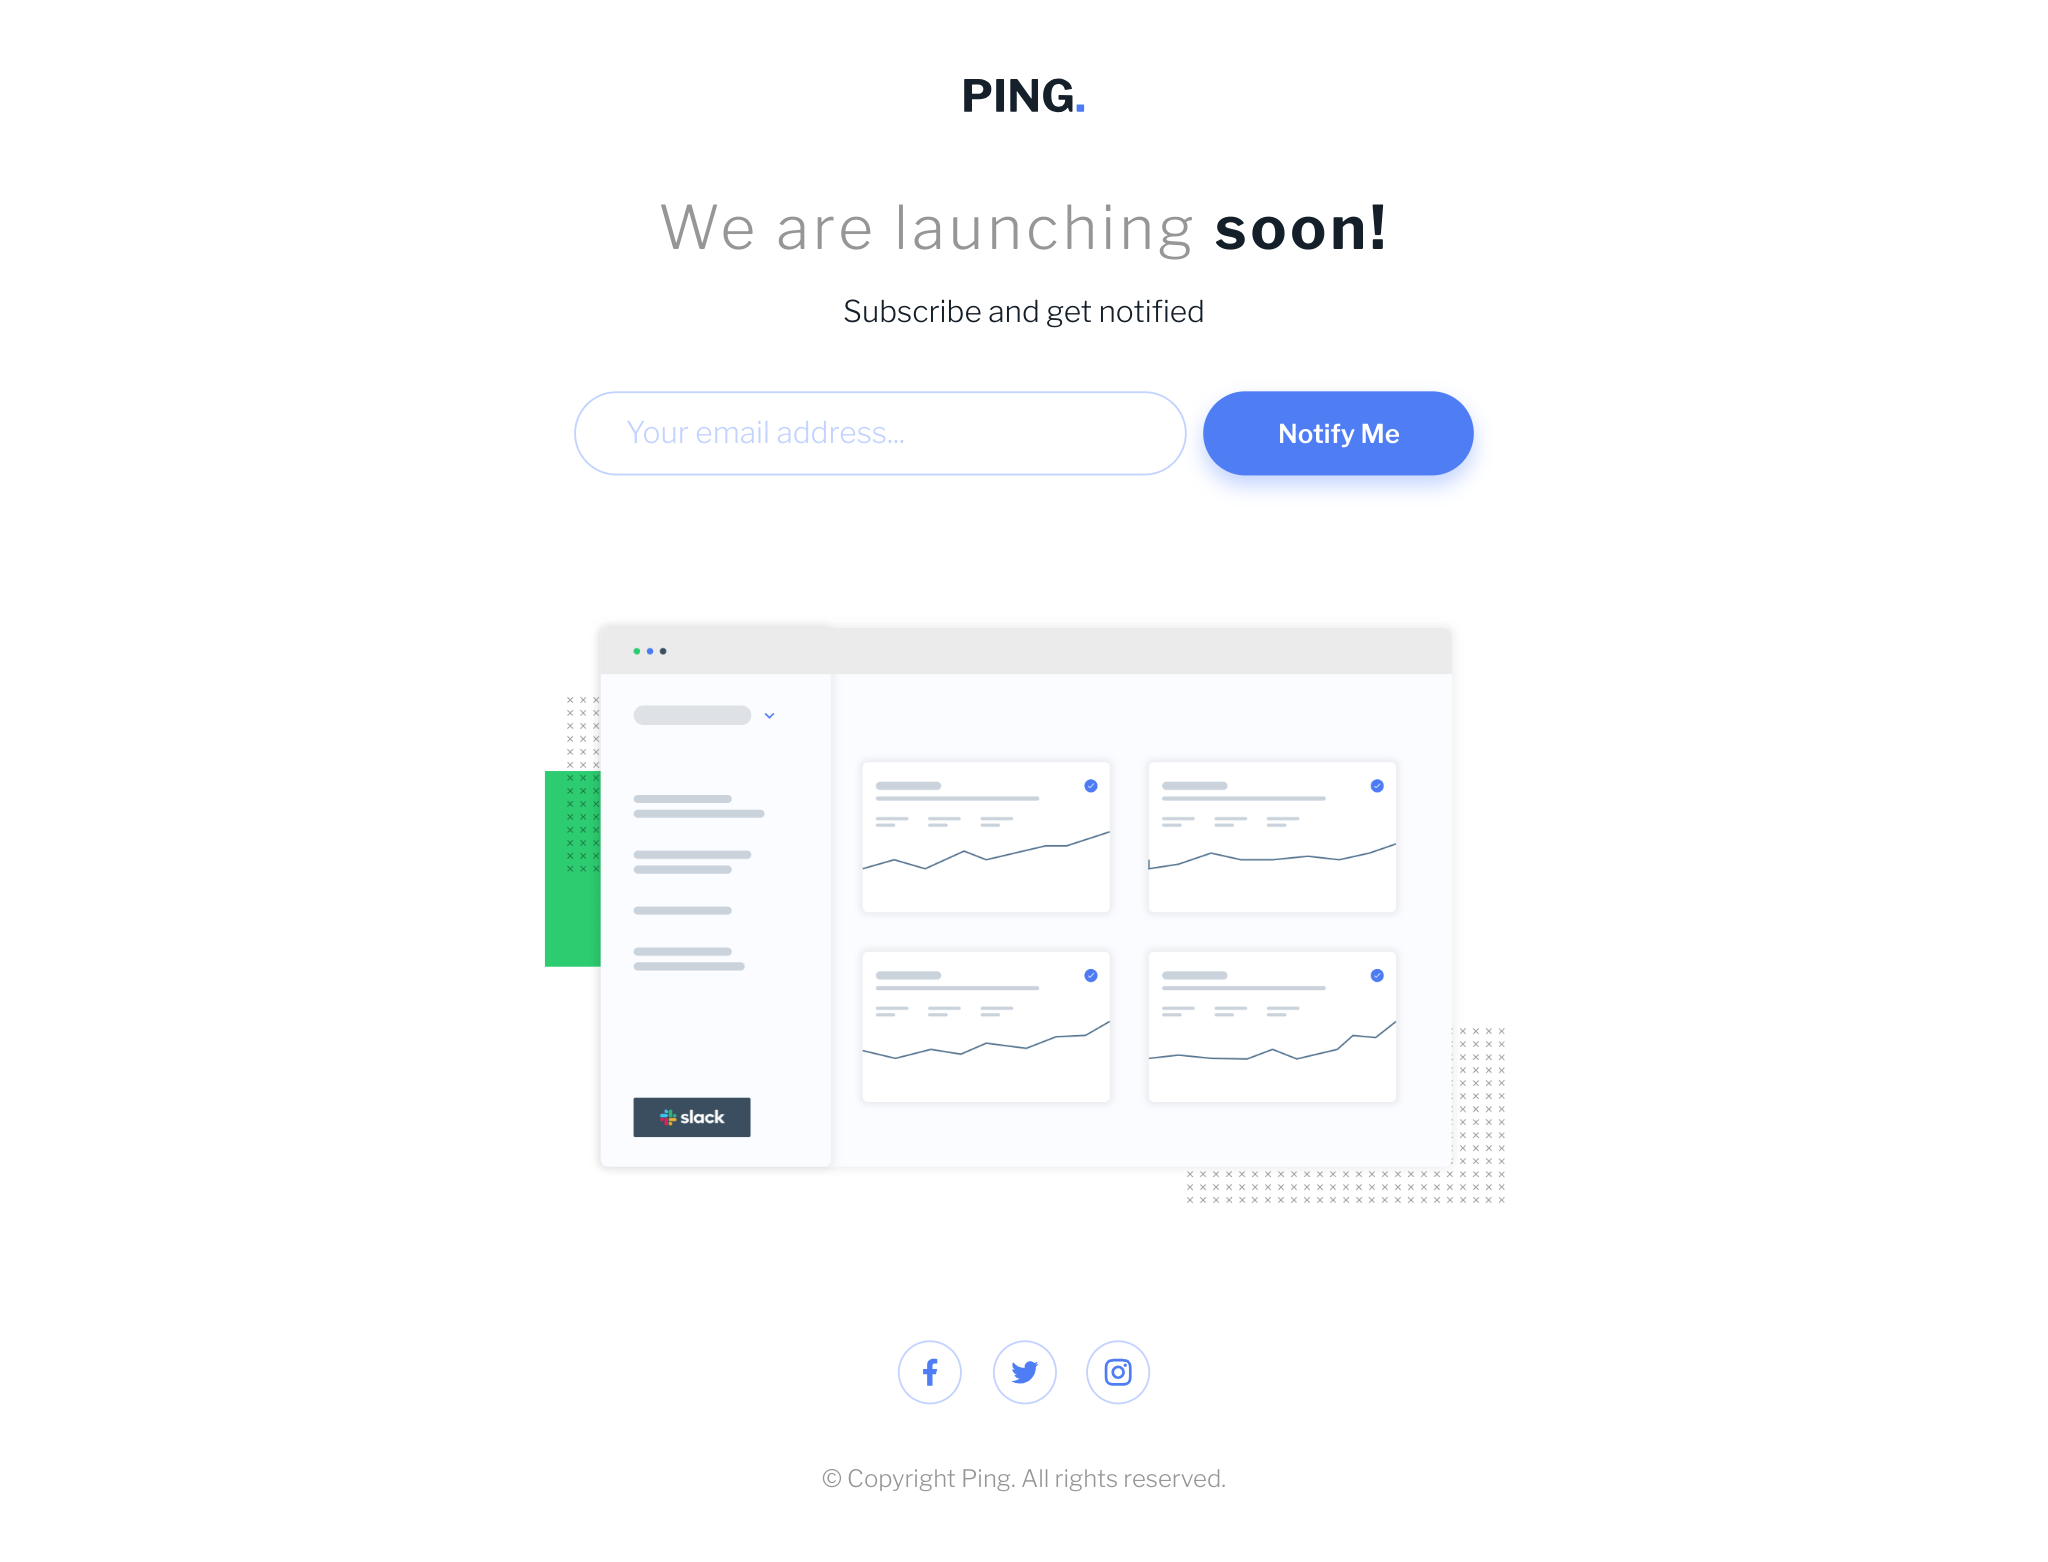 PING.
We are launching soon!
Subscribe and get notified
Your email address...
Notify Me
slack
© Copyright Ping. All rights reserved.